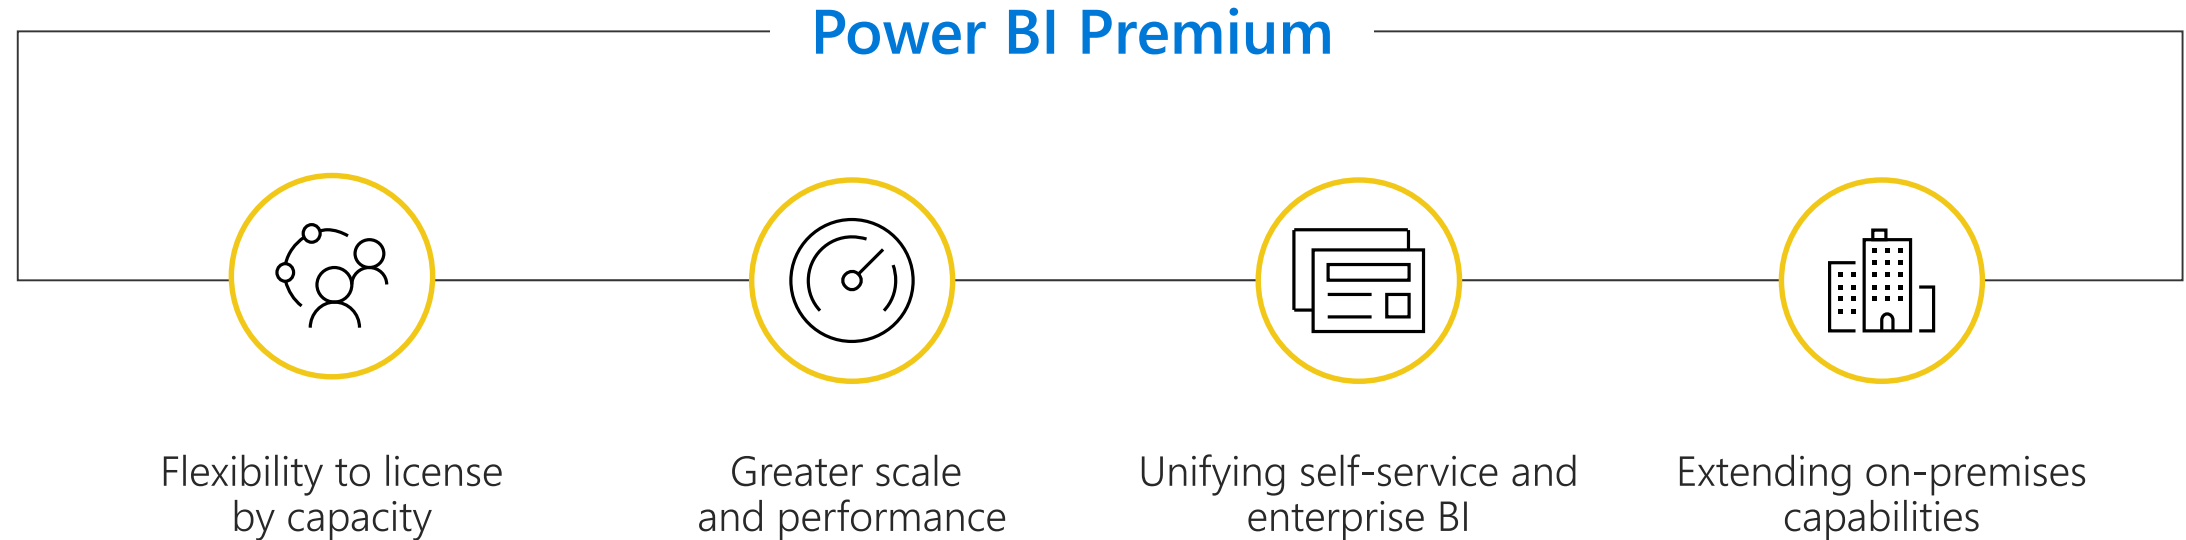 Power BI Premium
Flexibility to license
by capacity
Greater scale
and performance
Unifying self-service and
enterprise BI
Extending on-premises
capabilities